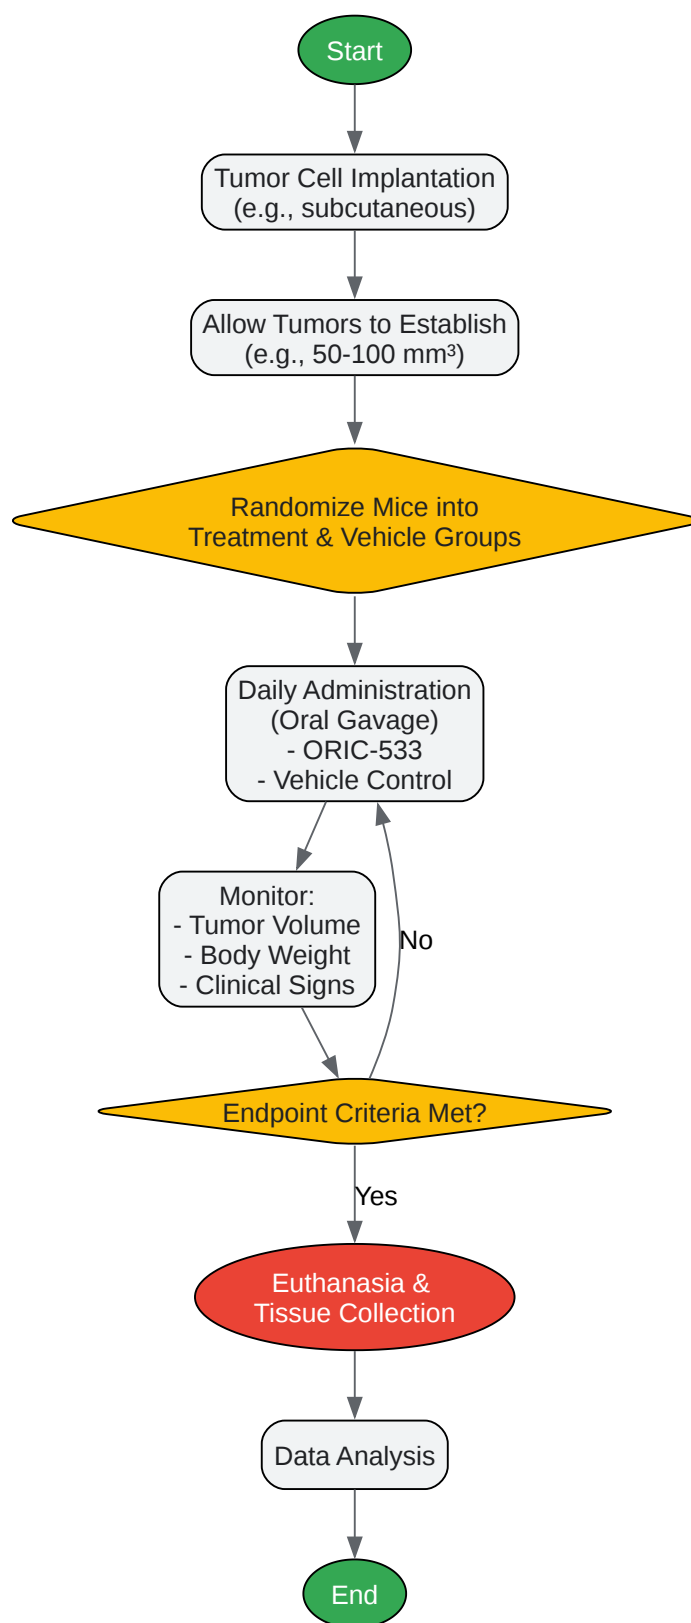 Start
Tumor Cell Implantation
(e.g., subcutaneous)
Allow Tumors to Establish
(e.g., 50-100 mm³)
Randomize Mice into
Treatment & Vehicle Groups
Daily Administration
(Oral Gavage)
- ORIC-533
- Vehicle Control
Monitor:
- Tumor Volume
- Body Weight
- Clinical Signs
No
Endpoint Criteria Met?
Yes
Euthanasia &
Tissue Collection
Data Analysis
End